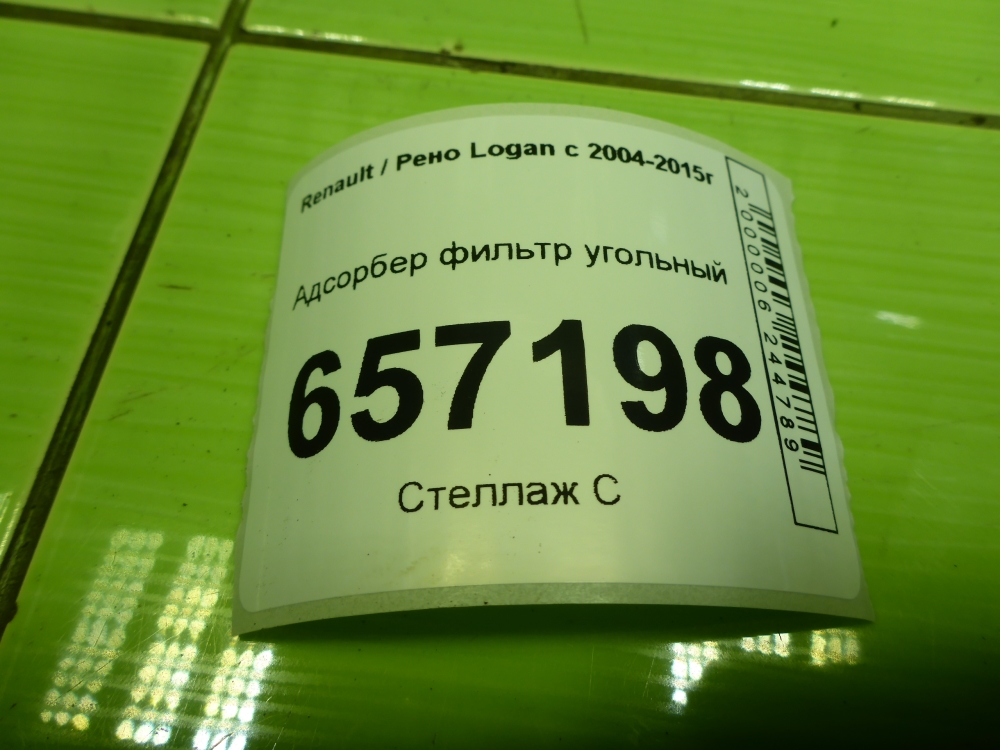 Renault / Рено Logan с 2004-2015г
Адсорбер фильтр угольный
657198
Стеллаж С
2000006244789